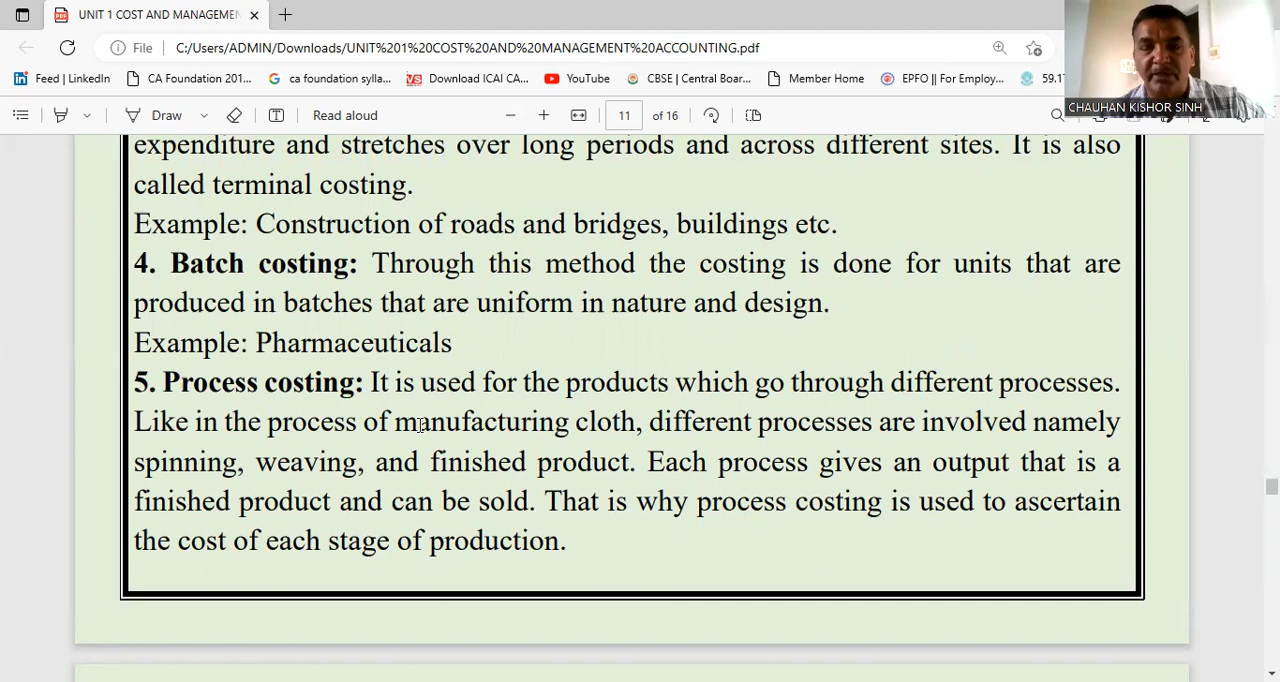 UNIT 1 COST AND MANAGEMEN
File C:/Users/ADMIN/Downloads/UNIT%201%20COST%20AND%20MANAGEMENT%20ACCOUNTING.pdf
Feed | LinkedIn CA Foundation 201... ca foundation sylla... Download ICAI CA... YouTube CBSE | Central Boar... Member Home EPFO || For Employ... 59.17
CHAUHAN KISHOR SINH
Draw Read aloud 11 of 16
expenditure and stretches over long periods and across different sites. It is also
called terminal costing.
Example: Construction of roads and bridges, buildings etc.
4. Batch costing: Through this method the costing is done for units that are
produced in batches that are uniform in nature and design.
Example: Pharmaceuticals
5. Process costing: It is used for the products which go through different processes.
Like in the process of manufacturing cloth, different processes are involved namely
spinning, weaving, and finished product. Each process gives an output that is a
finished product and can be sold. That is why process costing is used to ascertain
the cost of each stage of production.